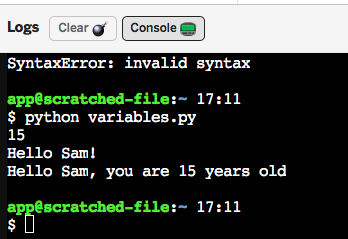 Logs Clear 💣 Console 📟
SyntaxError: invalid syntax
app@scratched-file:~ 17:11
$ python variables.py
15
Hello Sam!
Hello Sam, you are 15 years old
app@scratched-file:~ 17:11
$